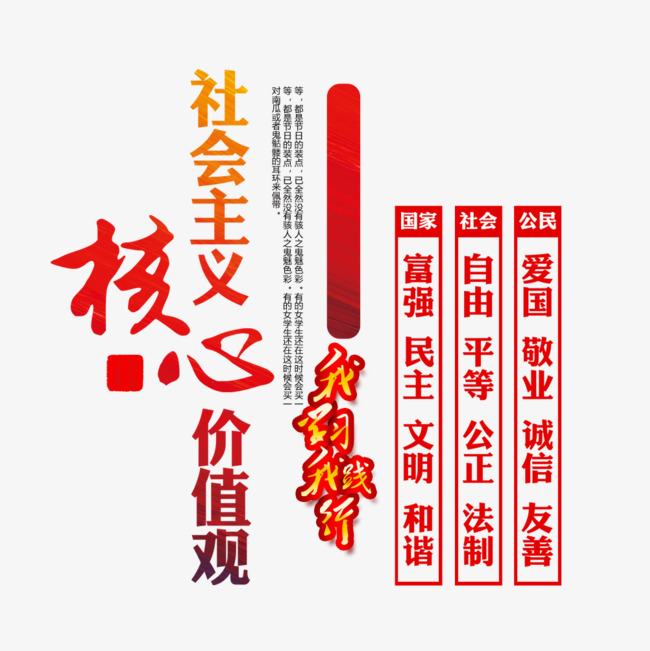 社会主义
核心
价值观
等，都是节日的装点，已全然没有骇人之鬼魅色彩。有的女学生还在这时候会买一
等，都是节日的装点，已全然没有骇人之鬼魅色彩。有的女学生还在这时候会买一
对南瓜或者鬼骷髅的耳环来佩带。
我学习
我践行
国家
富强
民主
文明
和谐
社会
自由
平等
公正
法制
公民
爱国
敬业
诚信
友善